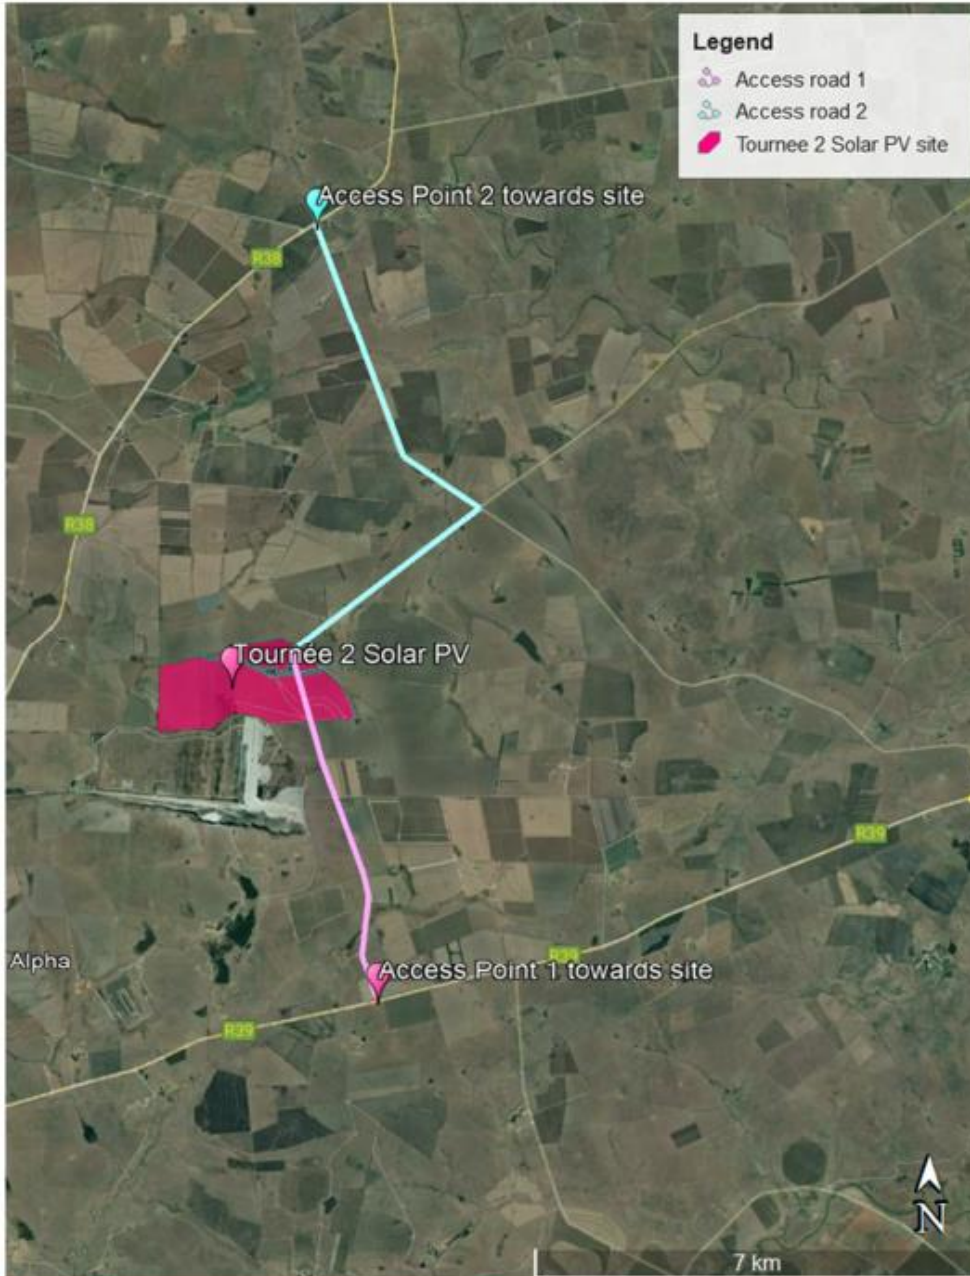 Legend
Access road 1
Access road 2
Tournee 2 Solar PV site
Access Point 2 towards site
R38
R38
Tournée 2 Solar PV
R39
R39
Alpha
Access Point 1 towards site
R39
N
7 km